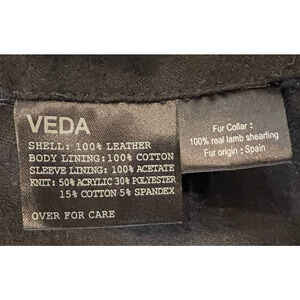 VEDA
SHELL: 100% LEATHER
BODY LINING: 100% COTTON
SLEEVE LINING: 100% ACETATE
KNIT: 50% ACRYLIC 30% POLYESTER
15% COTTON 5% SPANDEX
OVER FOR CARE
Fur Collar :
100% real lamb shearling
Fur origin : Spain